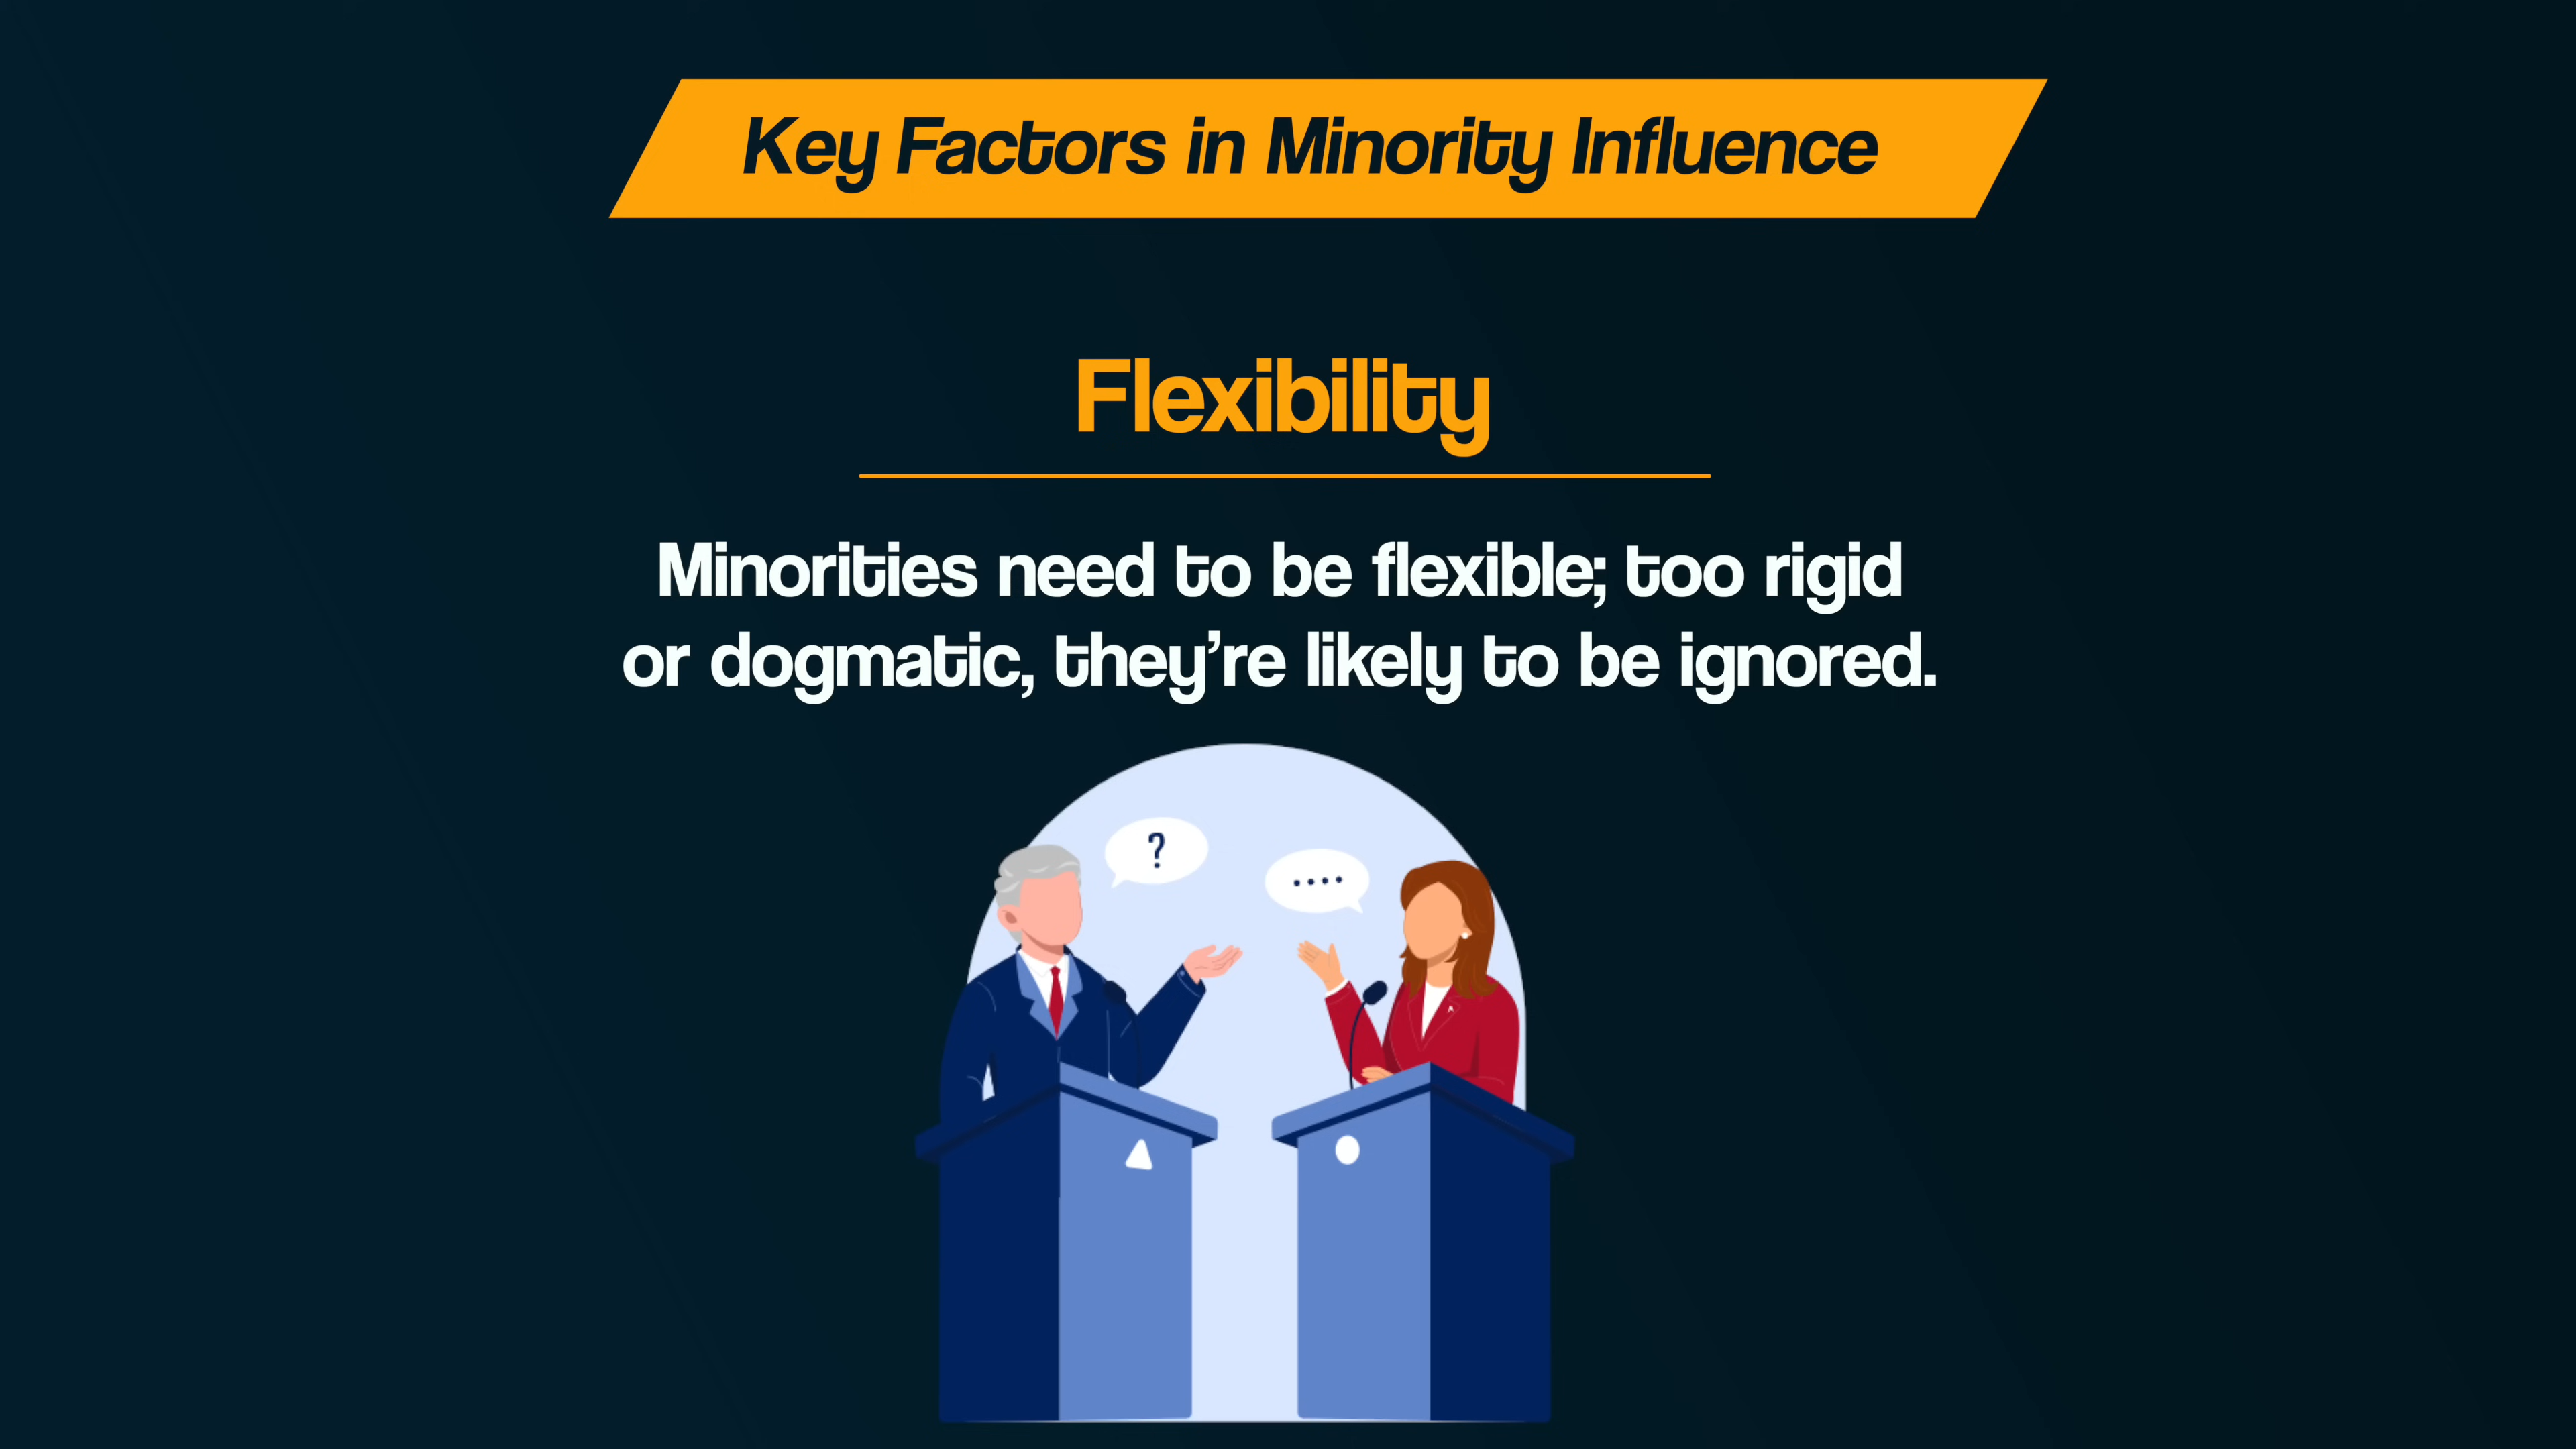 Key Factors in Minority Influence
Flexibility
Minorities need to be flexible; too rigid
or dogmatic, they’re likely to be ignored.
?
....